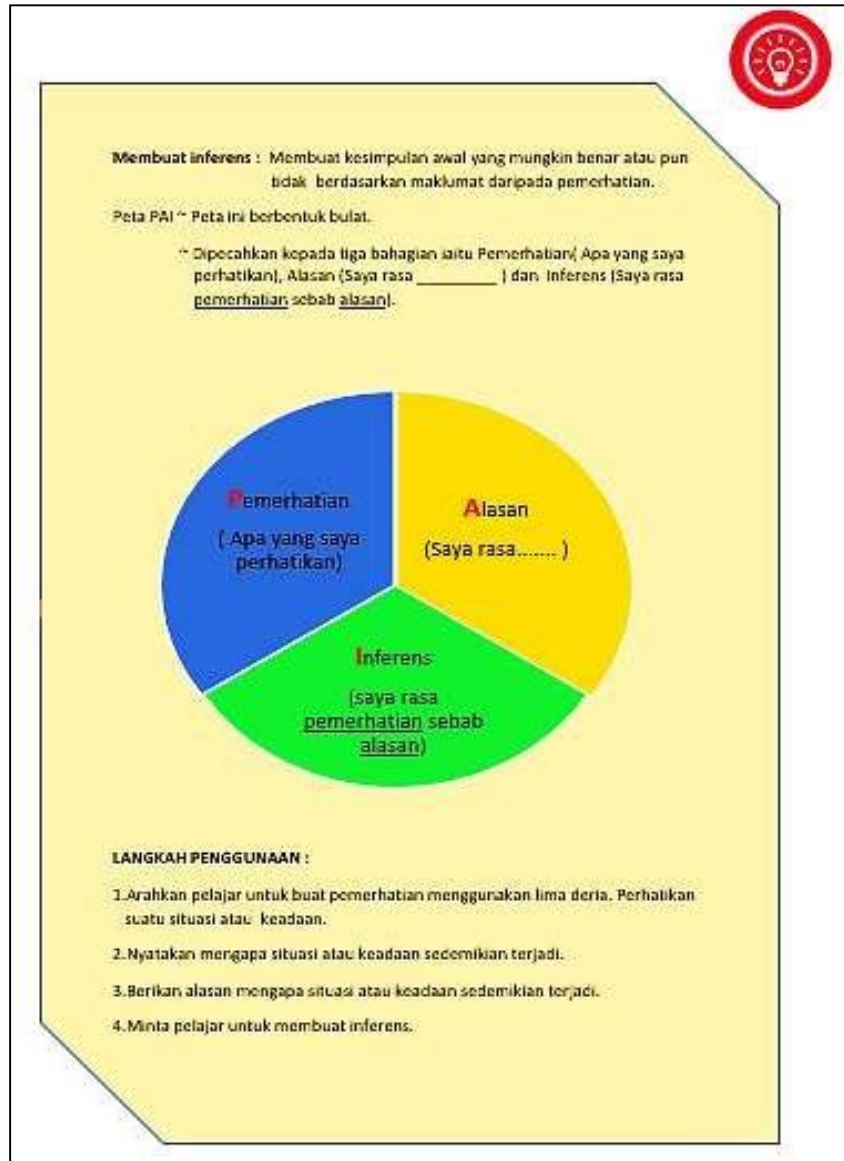 Membuat inferens : Membuat kesimpulan awal yang mungkin benar atau pun
tidak berdasarkan maklumat daripada pemerhatian.
Peta PAI ~ Peta ini berbentuk bulat.
~ Dipecahkan kepada tiga bahagian iaitu Pemerhatian( Apa yang saya
perhatikan), Alasan (Saya rasa __________ ) dan Inferens (Saya rasa
pemerhatian sebab alasan).
Pemerhatian
( Apa yang saya
perhatikan)
Alasan
(Saya rasa....... )
Inferens
(saya rasa
pemerhatian sebab
alasan)
LANGKAH PENGGUNAAN :
1.Arahkan pelajar untuk buat pemerhatian menggunakan lima deria. Perhatikan
suatu situasi atau keadaan.
2.Nyatakan mengapa situasi atau keadaan sedemikian terjadi.
3.Berikan alasan mengapa situasi atau keadaan sedemikian terjadi.
4.Minta pelajar untuk membuat inferens.